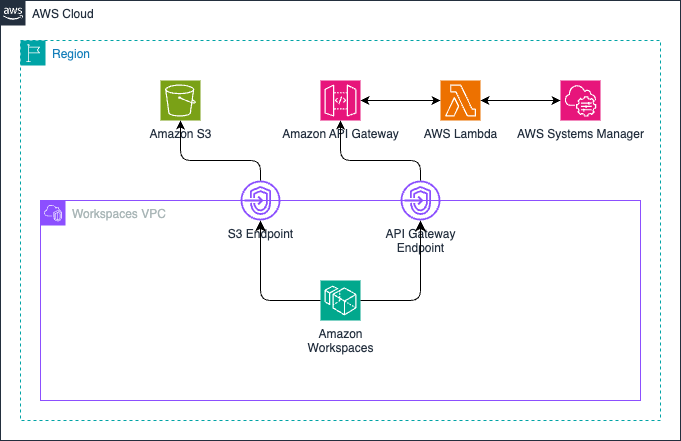 aws
AWS Cloud
Region
Amazon S3
Amazon API Gateway
AWS Lambda
AWS Systems Manager
Workspaces VPC
S3 Endpoint
API Gateway
Endpoint
Amazon
Workspaces